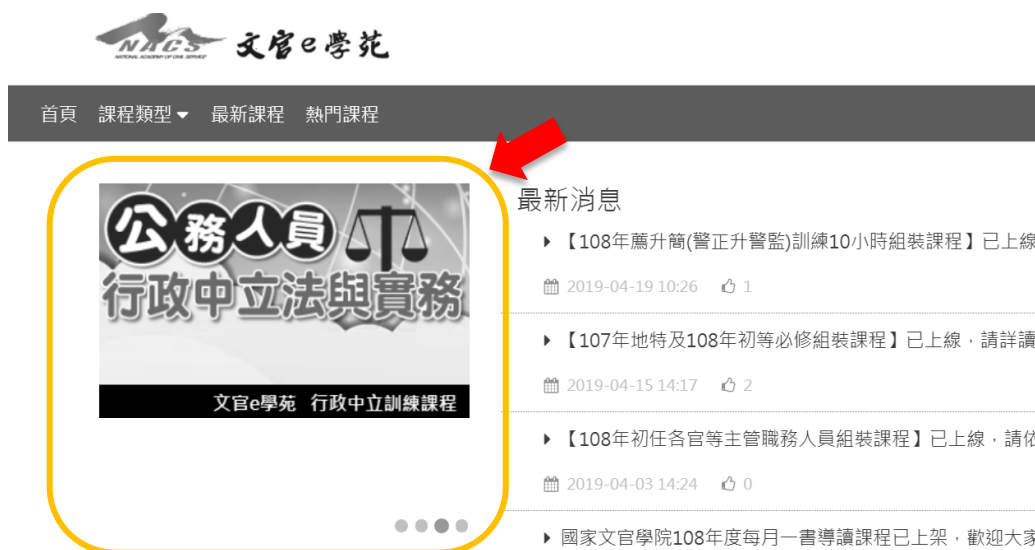 NACS
NATIONAL ACADEMY OF CIVIL SERVICE
文官e學苑
首頁 課程類型 最新課程 熱門課程
公務人員
行政中立法與實務
文官e學苑 行政中立訓練課程
最新消息
【108年薦升簡(警正升警監)訓練10小時組裝課程】已上線
2019-04-19 10:26 1
【107年地特及108年初等必修組裝課程】已上線，請詳讀
2019-04-15 14:17 2
【108年初任各官等主管職務人員組裝課程】已上線，請依
2019-04-03 14:24 0
國家文官學院108年度每月一書導讀課程已上架，歡迎大家